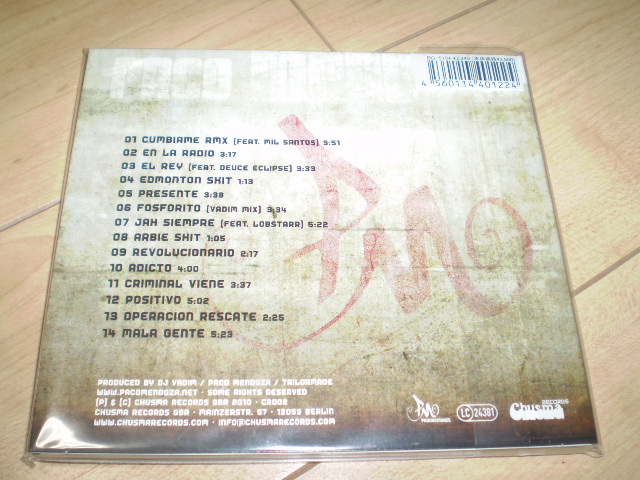 4 560114 401224
01 CUMBIAME RMX [FEAT. MIL SANTOS] 3:51
02 EN LA RADIO 3:17
03 EL REY [FEAT. DEUCE ECLIPSE] 3:33
04 EDMONTON SKIT 1:13
05 PRESENTE 3:38
06 FOSFORITO [VADIM MIX] 3:34
07 JAH SIEMPRE [FEAT. LOBSTARR] 5:22
08 ARBIE SKIT 1:05
09 REVOLUCIONARIO 2:17
10 ADICTO 4:00
11 CRIMINAL VIENE 3:37
12 POSITIVO 5:02
13 OPERACION RESCATE 2:25
14 MALA GENTE 5:23
PRODUCED BY DJ VADIM / PACO MENDOZA / TAILORMADE
WWW.PACOMENDOZA.NET - SOME RIGHTS RESERVED
[P] & [C] CHUSMA RECORDS GBR 2010 - CR002
CHUSMA RECORDS GBR - MAINZERSTR. 57 - 12053 BERLIN
WWW.CHUSMARECORDS.COM - INFO@CHUSMARECORDS.COM
PM
PRODUCCIONES
LC 24381
Chusma
RECORDS